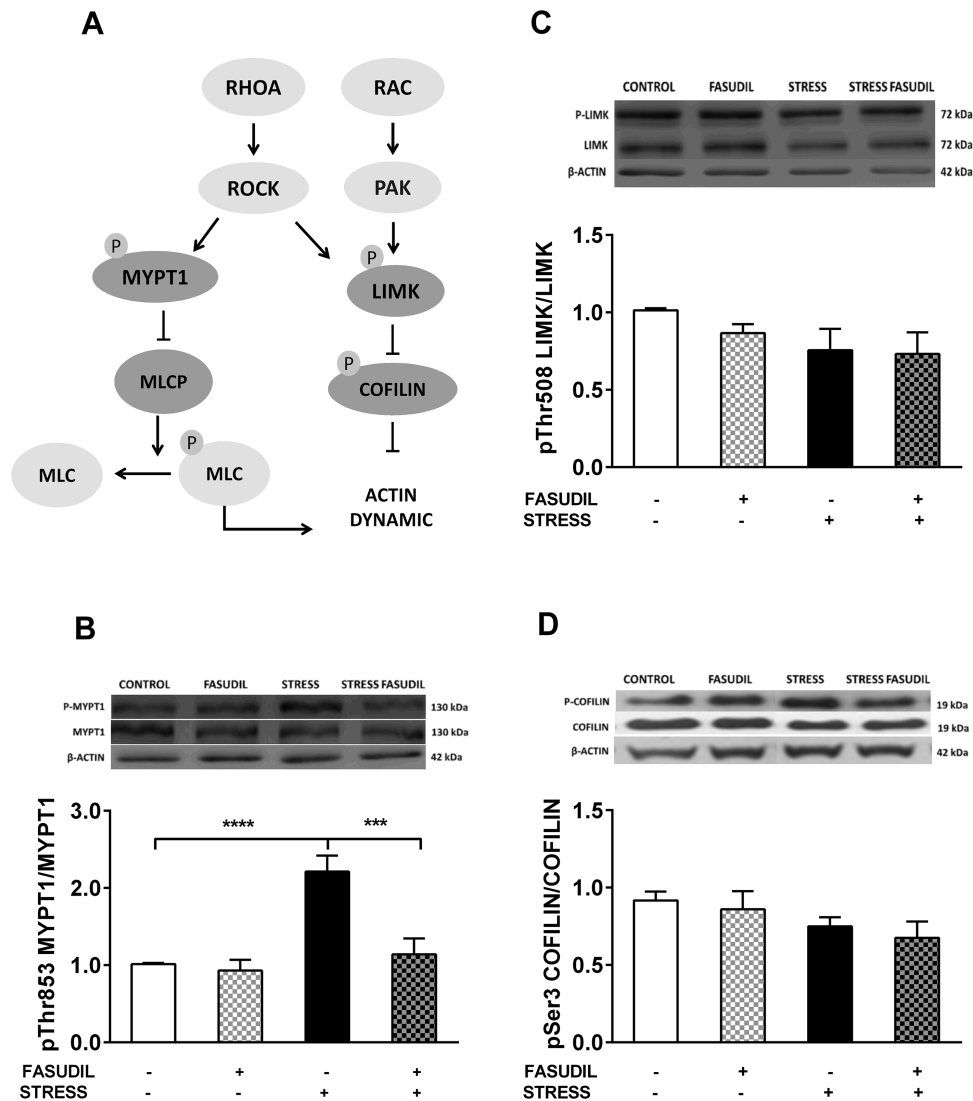 A
RHOA RAC
ROCK PAK
P
MYPT1
P
LIMK
P
MLCP COFILIN
P
MLC MLC
ACTIN
DYNAMIC
B
CONTROL FASUDIL STRESS STRESS FASUDIL
P-MYPT1 130 kDa
MYPT1 130 kDa
β-ACTIN 42 kDa
pThr853 MYPT1/MYPT1
3.0
**** ***
2.0
1.0
0.0
FASUDIL - + - +
STRESS - - + +
C
CONTROL FASUDIL STRESS STRESS FASUDIL
P-LIMK 72 kDa
LIMK 72 kDa
β-ACTIN 42 kDa
pThr508 LIMK/LIMK
1.5
1.0
0.5
0.0
FASUDIL - + - +
STRESS - - + +
D
CONTROL FASUDIL STRESS STRESS FASUDIL
P-COFILIN 19 kDa
COFILIN 19 kDa
β-ACTIN 42 kDa
pSer3 COFILIN/COFILIN
1.5
1.0
0.5
0.0
FASUDIL - + - +
STRESS - - + +